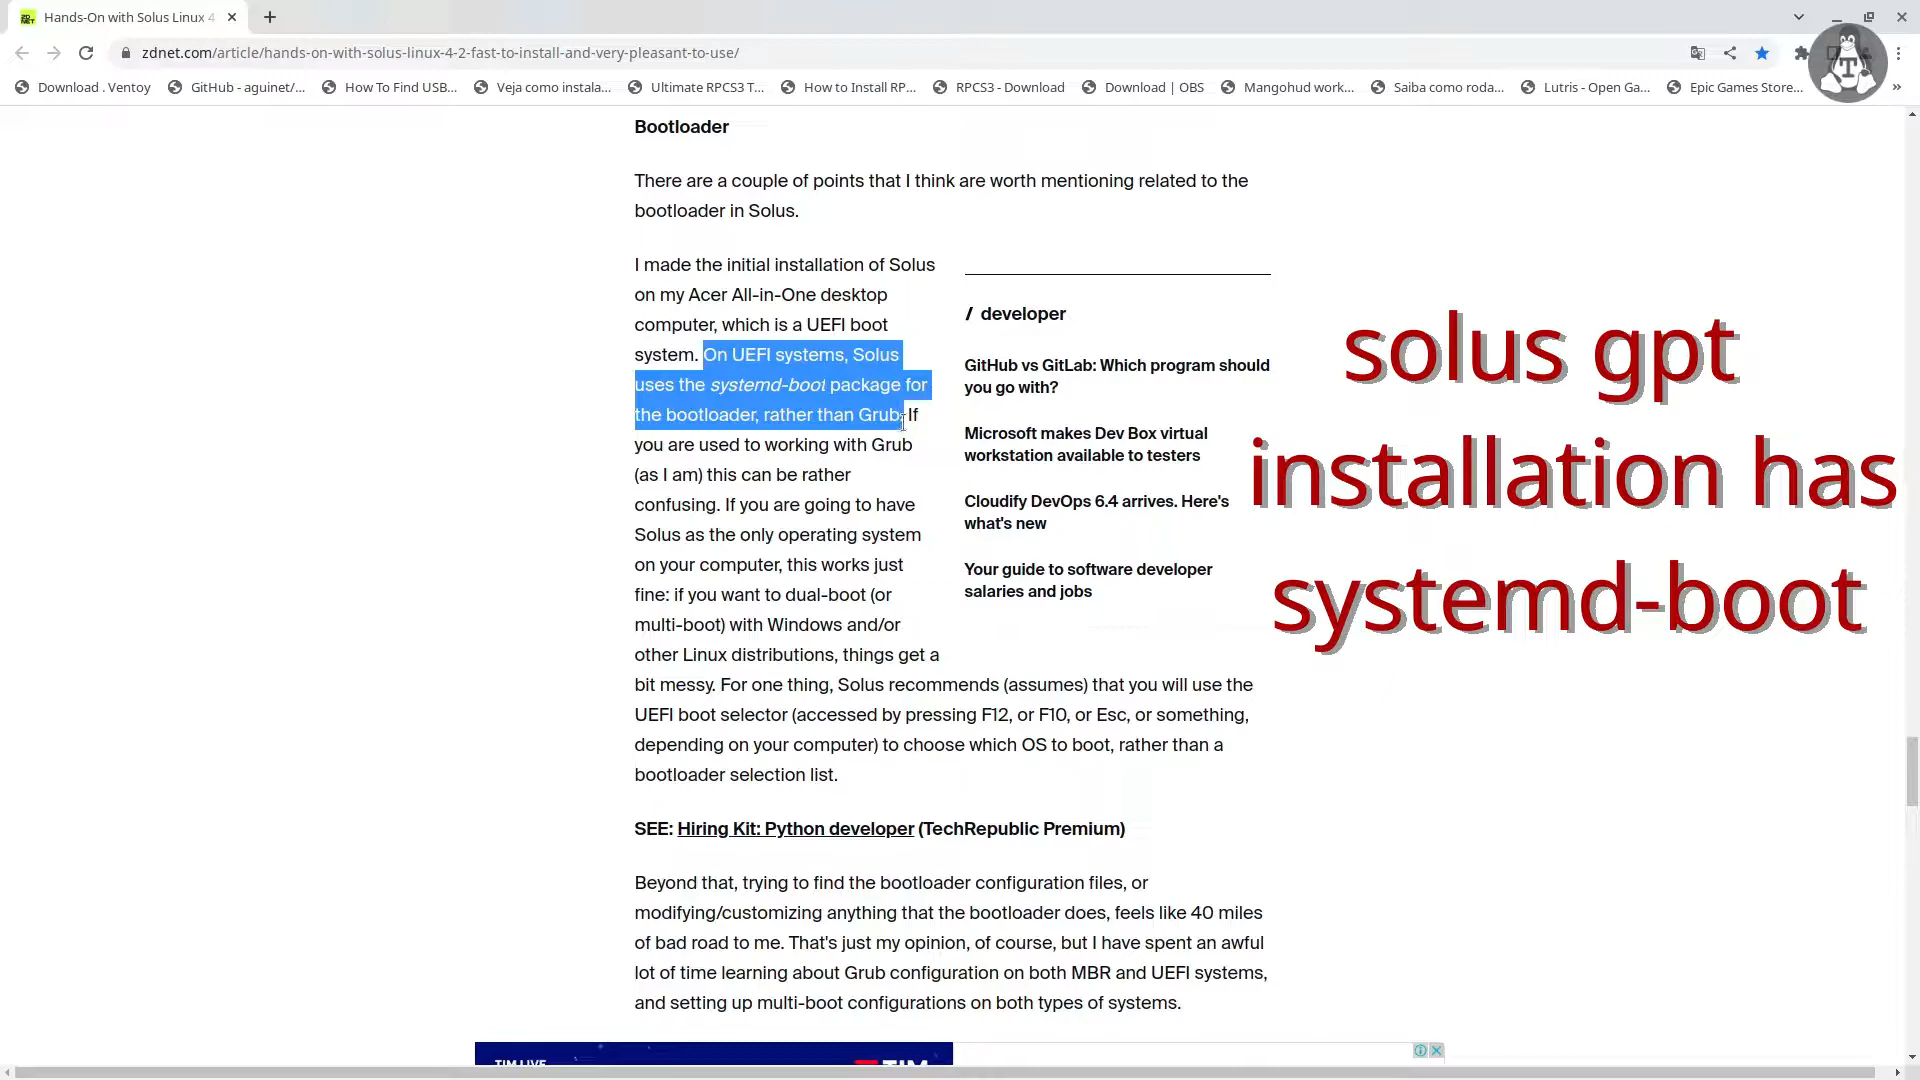 Hands-On with Solus Linux 4
zdnet.com/article/hands-on-with-solus-linux-4-2-fast-to-install-and-very-pleasant-to-use/
Download . Ventoy
GitHub - aguinet/...
How To Find USB...
Veja como instala...
Ultimate RPCS3 T...
How to Install RP...
RPCS3 - Download
Download | OBS
Mangohud work...
Saiba como roda...
Lutris - Open Ga...
Epic Games Store...
»
T
Bootloader
There are a couple of points that I think are worth mentioning related to the
bootloader in Solus.
I made the initial installation of Solus
on my Acer All-in-One desktop
computer, which is a UEFI boot
system. On UEFI systems, Solus
uses the systemd-boot package for
the bootloader, rather than Grub. If
you are used to working with Grub
(as I am) this can be rather
confusing. If you are going to have
Solus as the only operating system
on your computer, this works just
fine: if you want to dual-boot (or
multi-boot) with Windows and/or
other Linux distributions, things get a
bit messy. For one thing, Solus recommends (assumes) that you will use the
UEFI boot selector (accessed by pressing F12, or F10, or Esc, or something,
depending on your computer) to choose which OS to boot, rather than a
bootloader selection list.
/ developer
GitHub vs GitLab: Which program should
you go with?
Microsoft makes Dev Box virtual
workstation available to testers
Cloudify DevOps 6.4 arrives. Here's
what's new
Your guide to software developer
salaries and jobs
solus gpt
installation has
systemd-boot
SEE: Hiring Kit: Python developer (TechRepublic Premium)
Beyond that, trying to find the bootloader configuration files, or
modifying/customizing anything that the bootloader does, feels like 40 miles
of bad road to me. That's just my opinion, of course, but I have spent an awful
lot of time learning about Grub configuration on both MBR and UEFI systems,
and setting up multi-boot configurations on both types of systems.
TIM LIVE
TIM